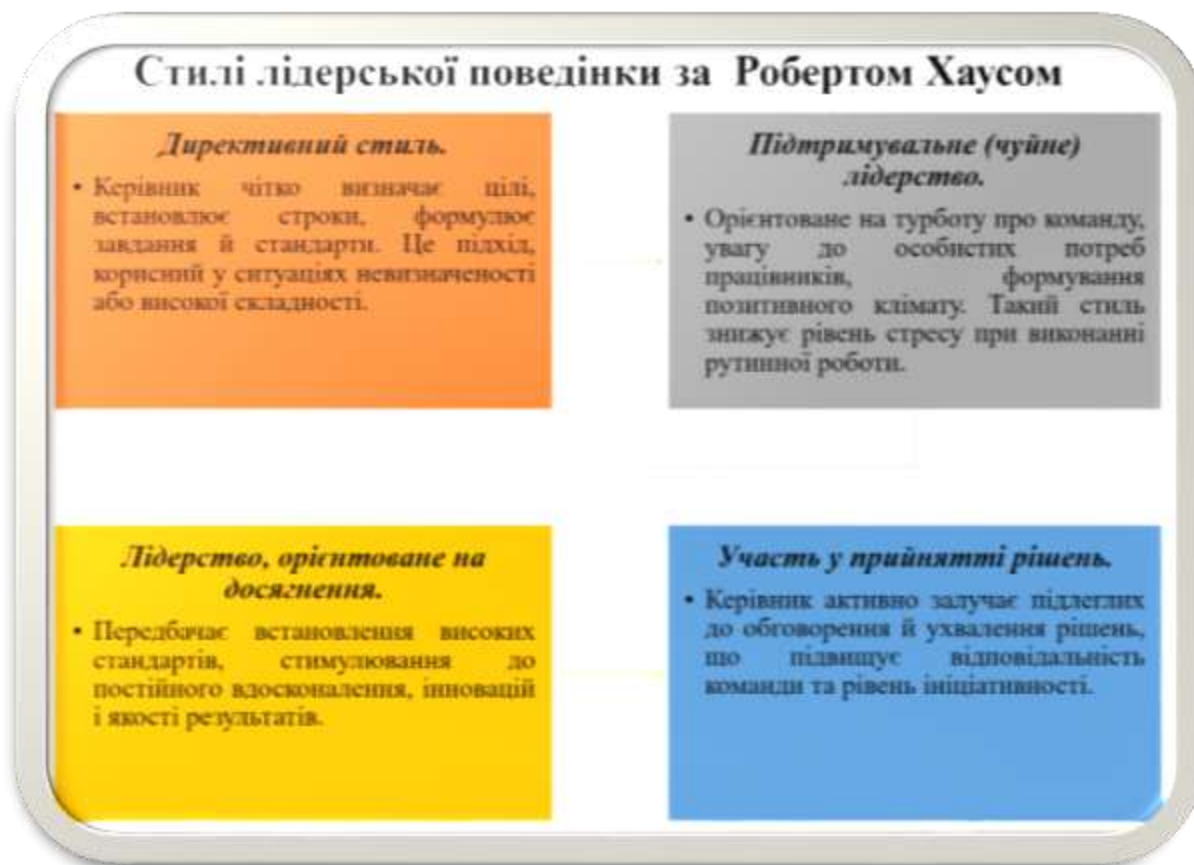 Стилі лідерської поведінки за Робертом Хаусом
Директивний стиль.
• Керівник чітко визначає цілі,
встановлює строки, формулює
завдання й стандарти. Це підхід,
корисний у ситуаціях невизначеності
або високої складності.
Підтримувальне (чуйне)
лідерство.
• Орієнтоване на турботу про команду,
увагу до особистих потреб
працівників, формування
позитивного клімату. Такий стиль
знижує рівень стресу при виконанні
рутинної роботи.
Лідерство, орієнтоване на
досягнення.
• Передбачає встановлення високих
стандартів, стимулювання до
постійного вдосконалення, інновацій
і якості результатів.
Участь у прийнятті рішень.
• Керівник активно залучає підлеглих
до обговорення й ухвалення рішень,
що підвищує відповідальність
команди та рівень ініціативності.